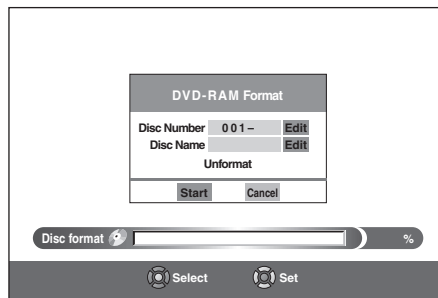 DVD-RAM Format
Disc Number 001– Edit
Disc Name Edit
Unformat
Start Cancel
Disc format %
Select Set